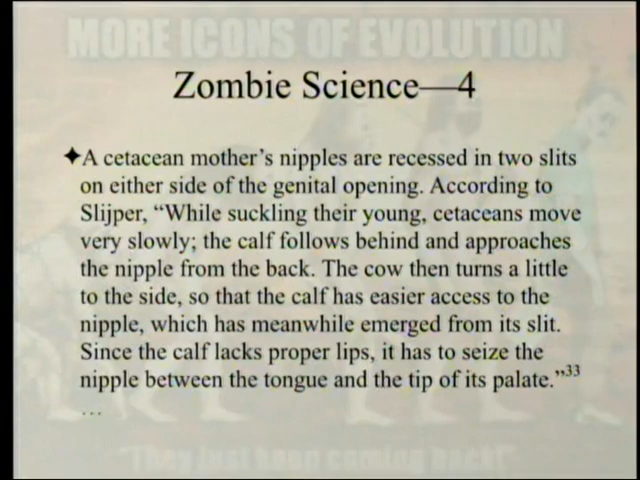 MORE ICONS OF EVOLUTION
Zombie Science—4
✦A cetacean mother's nipples are recessed in two slits
on either side of the genital opening. According to
Slijper, “While suckling their young, cetaceans move
very slowly; the calf follows behind and approaches
the nipple from the back. The cow then turns a little
to the side, so that the calf has easier access to the
nipple, which has meanwhile emerged from its slit.
Since the calf lacks proper lips, it has to seize the
nipple between the tongue and the tip of its palate.”33
…
"They just keep coming back!"